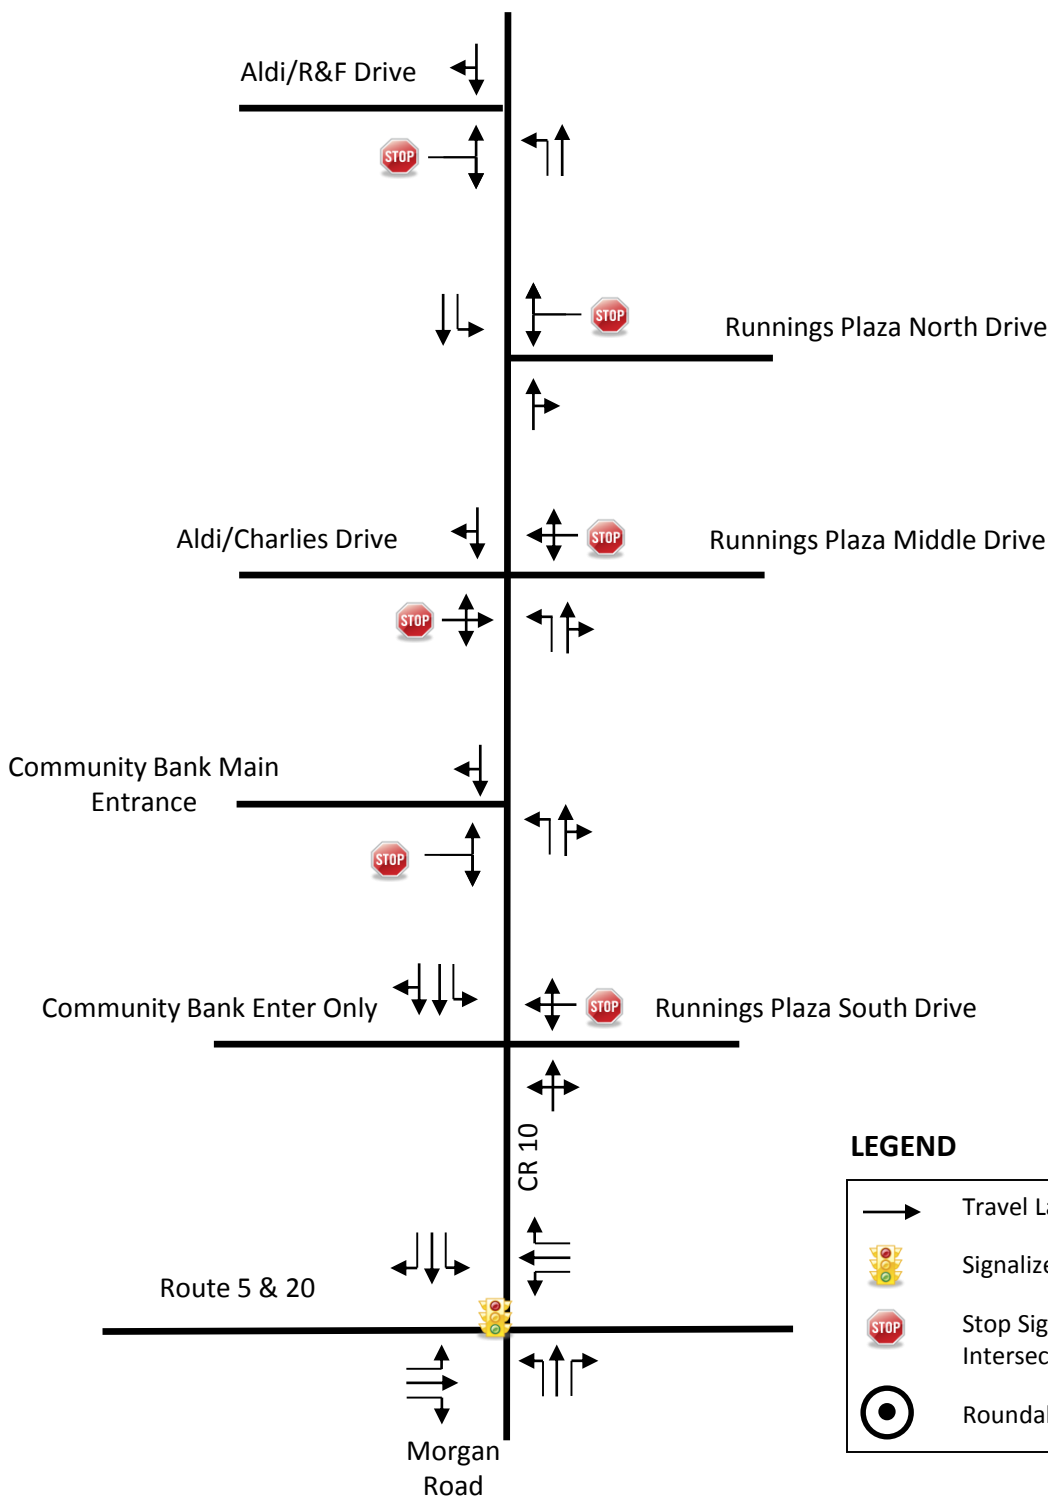 Aldi/R&F Drive
STOP
STOP
Runnings Plaza North Drive
Aldi/Charlies Drive
STOP
Runnings Plaza Middle Drive
STOP
Community Bank Main
Entrance
STOP
Community Bank Enter Only
STOP
Runnings Plaza South Drive
CR 10
LEGEND
Travel
Route 5 & 20
STOP
Stop
Morgan
Road